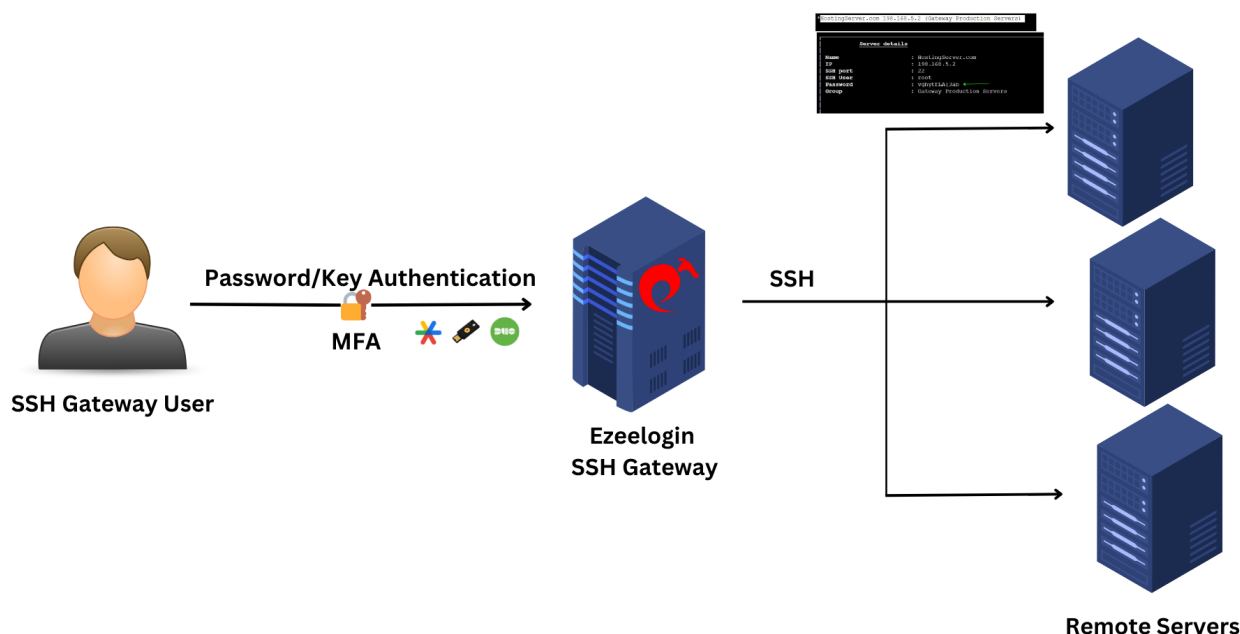 HostingServer.com 198.168.5.2 (Gateway Production Servers)
Server details
Name : HostingServer.com
IP : 198.168.5.2
SSH port : 22
SSH User : root
Password :
Group : Gateway Production Servers
Password/Key Authentication
MFA
SSH
SSH Gateway User
Ezeelogin
SSH Gateway
Remote Servers